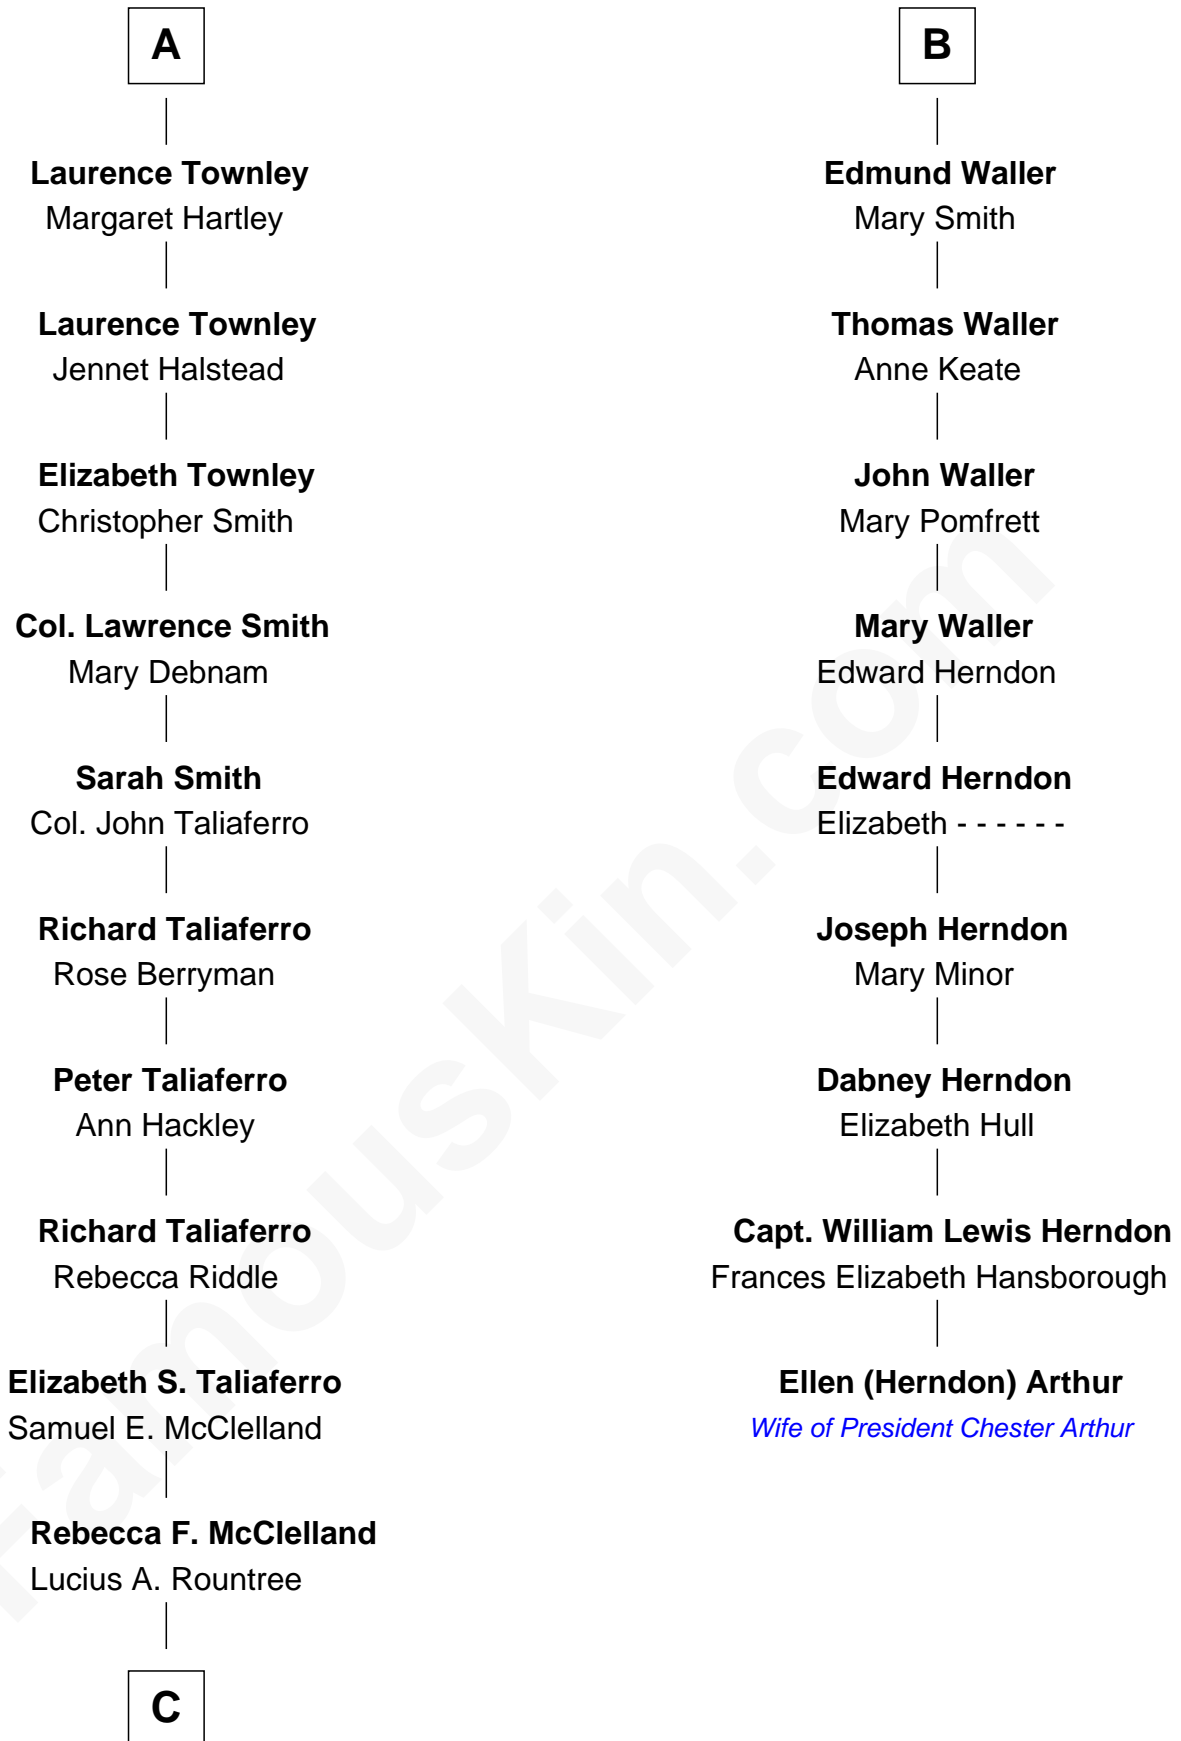 A
Laurence Townley
Margaret Hartley
Laurence Townley
Jennet Halstead
Elizabeth Townley
Christopher Smith
Col. Lawrence Smith
Mary Debnam
Sarah Smith
Col. John Taliaferro
Richard Taliaferro
Rose Berryman
Peter Taliaferro
Ann Hackley
Richard Taliaferro
Rebecca Riddle
Elizabeth S. Taliaferro
Samuel E. McClelland
Rebecca F. McClelland
Lucius A. Rountree
C
B
Edmund Waller
Mary Smith
Thomas Waller
Anne Keate
John Waller
Mary Pomfrett
Mary Waller
Edward Herndon
Edward Herndon
Elizabeth - - - - - -
Joseph Herndon
Mary Minor
Dabney Herndon
Elizabeth Hull
Capt. William Lewis Herndon
Frances Elizabeth Hansborough
Ellen (Herndon) Arthur
Wife of President Chester Arthur
FamousKin.com